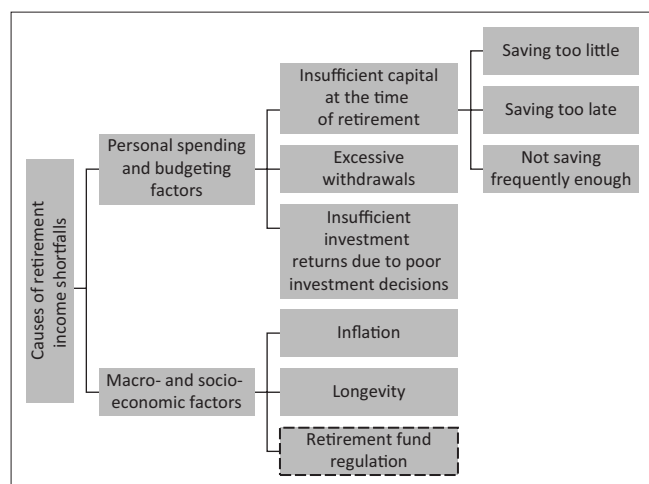 Causes of retirement
income shortfalls
Personal spending
and budgeting
factors
Insufficient capital
at the time
of retirement
Saving too little
Saving too late
Not saving
frequently enough
Excessive
withdrawals
Insufficient
investment
returns due to poor
investment decisions
Macro- and socio-
economic factors
Inflation
Longevity
Retirement fund
regulation